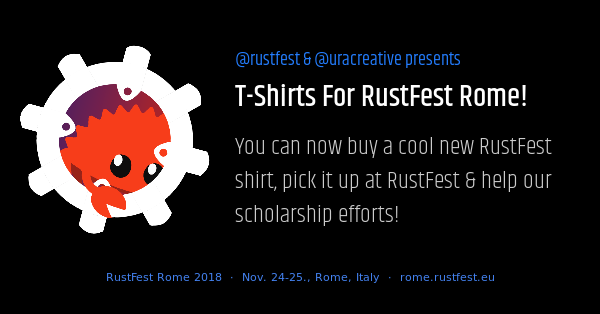 @rustfest & @uracreative presents
T-Shirts For RustFest Rome!
You can now buy a cool new RustFest
shirt, pick it up at RustFest & help our
scholarship efforts!
RustFest Rome 2018 · Nov. 24-25., Rome, Italy · rome.rustfest.eu